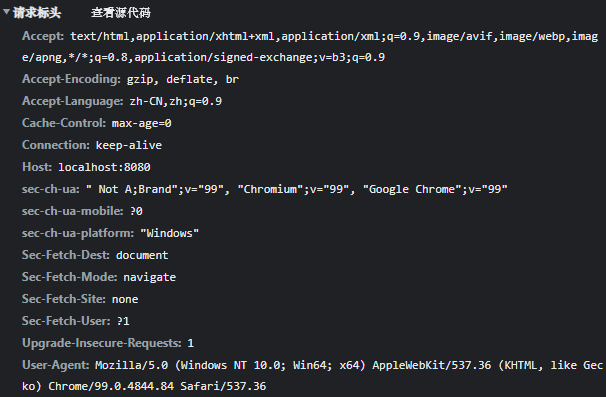 ▼ 请求标头 查看源代码
Accept: text/html,application/xhtml+xml,application/xml;q=0.9,image/avif,image/webp,imag
e/apng,*/*;q=0.8,application/signed-exchange;v=b3;q=0.9
Accept-Encoding: gzip, deflate, br
Accept-Language: zh-CN,zh;q=0.9
Cache-Control: max-age=0
Connection: keep-alive
Host: localhost:8080
sec-ch-ua: " Not A;Brand";v="99", "Chromium";v="99", "Google Chrome";v="99"
sec-ch-ua-mobile: ?0
sec-ch-ua-platform: "Windows"
Sec-Fetch-Dest: document
Sec-Fetch-Mode: navigate
Sec-Fetch-Site: none
Sec-Fetch-User: ?1
Upgrade-Insecure-Requests: 1
User-Agent: Mozilla/5.0 (Windows NT 10.0; Win64; x64) AppleWebKit/537.36 (KHTML, like Gec
ko) Chrome/99.0.4844.84 Safari/537.36